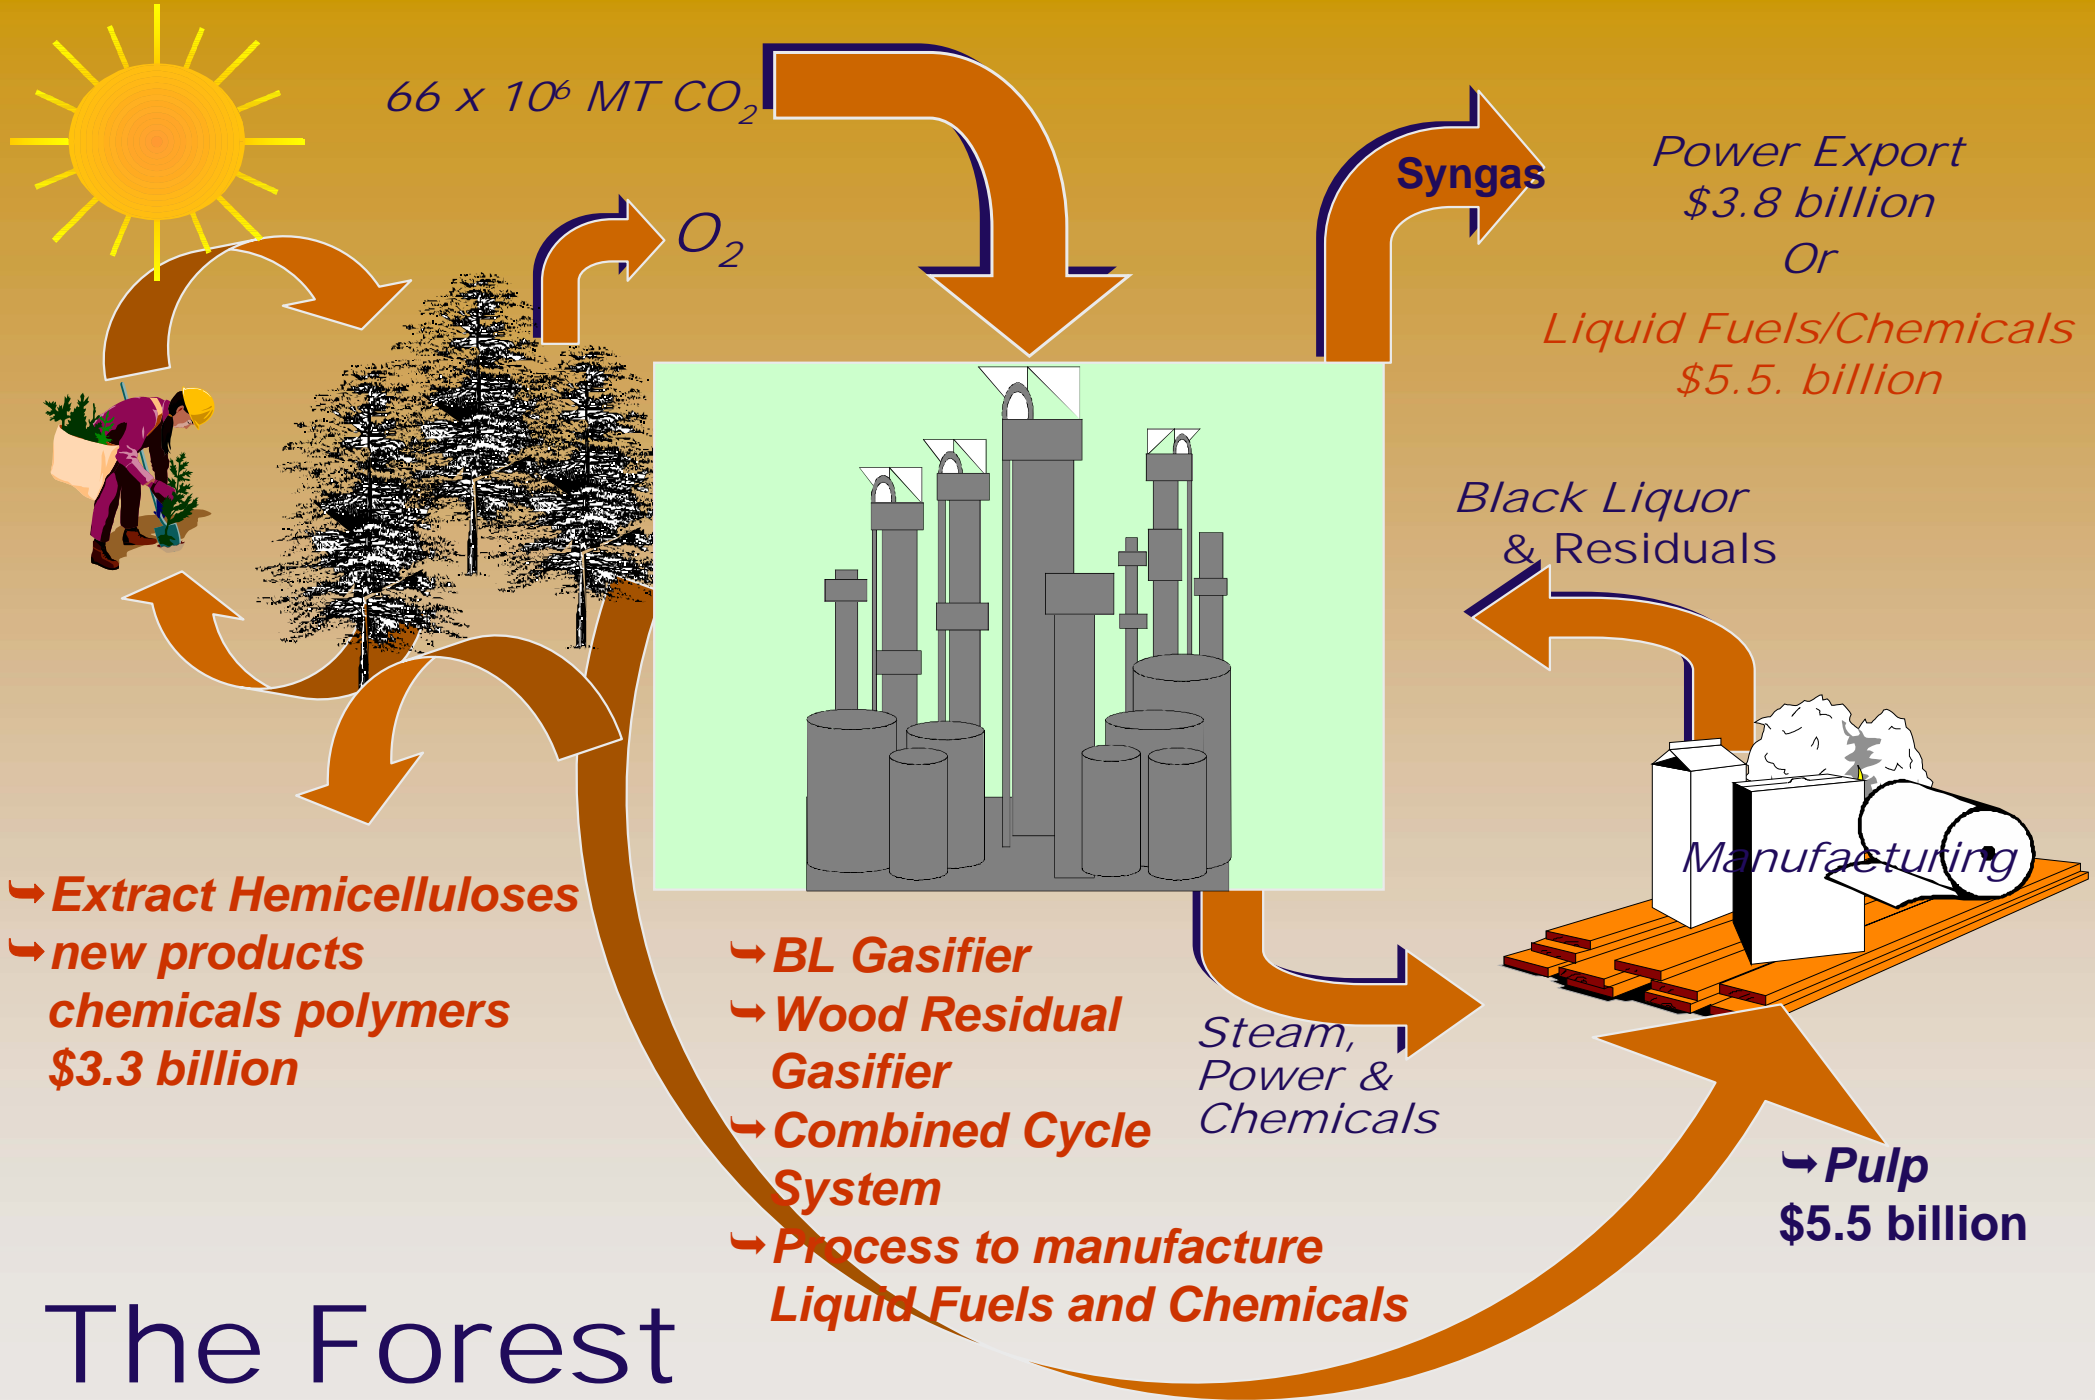 66 x 10⁶ MT CO₂
O₂
Syngas
Power Export
$3.8 billion
Or
Liquid Fuels/Chemicals
$5.5. billion
Black Liquor
& Residuals
Manufacturing
➥Extract Hemicelluloses
➥new products
chemicals polymers
$3.3 billion
➥BL Gasifier
➥Wood Residual
Gasifier
➥Combined Cycle
System
➥Process to manufacture
Liquid Fuels and Chemicals
Steam,
Power &
Chemicals
➥Pulp
$5.5 billion
The Forest